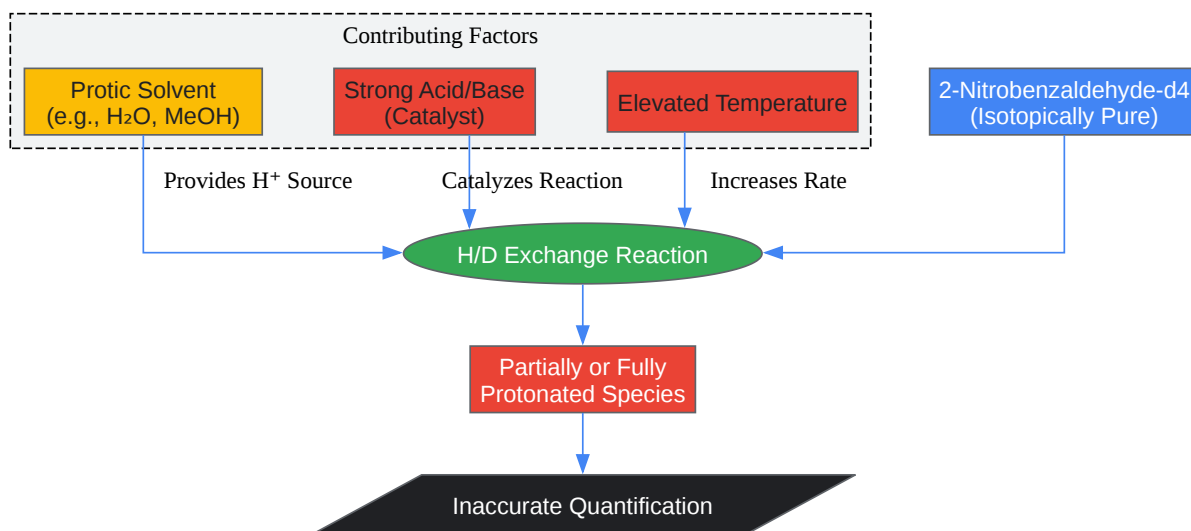 Contributing Factors
Protic Solvent
(e.g., H₂O, MeOH)
Strong Acid/Base
(Catalyst)
Elevated Temperature
2-Nitrobenzaldehyde-d4
(Isotopically Pure)
Provides H⁺ Source
Catalyzes Reaction
Increases Rate
H/D Exchange Reaction
Partially or Fully
Protonated Species
Inaccurate Quantification